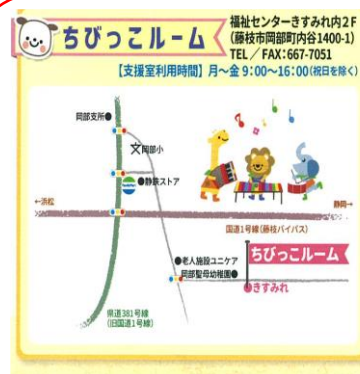 ちびっこルーム
福祉センターきすみれ内2F
(藤枝市岡部町内谷1400-1)
TEL/FAX:667-7051
【支援室利用時間】月~金 9:00~16:00(祝日を除く)
岡部支所●
文岡部小
●静鉄ストア
←浜松
静岡→
国道1号線(藤枝バイパス)
●老人施設ユニケア
岡部聖母幼稚園●
ちびっこルーム
●きすみれ
県道381号線
(旧国道1号線)